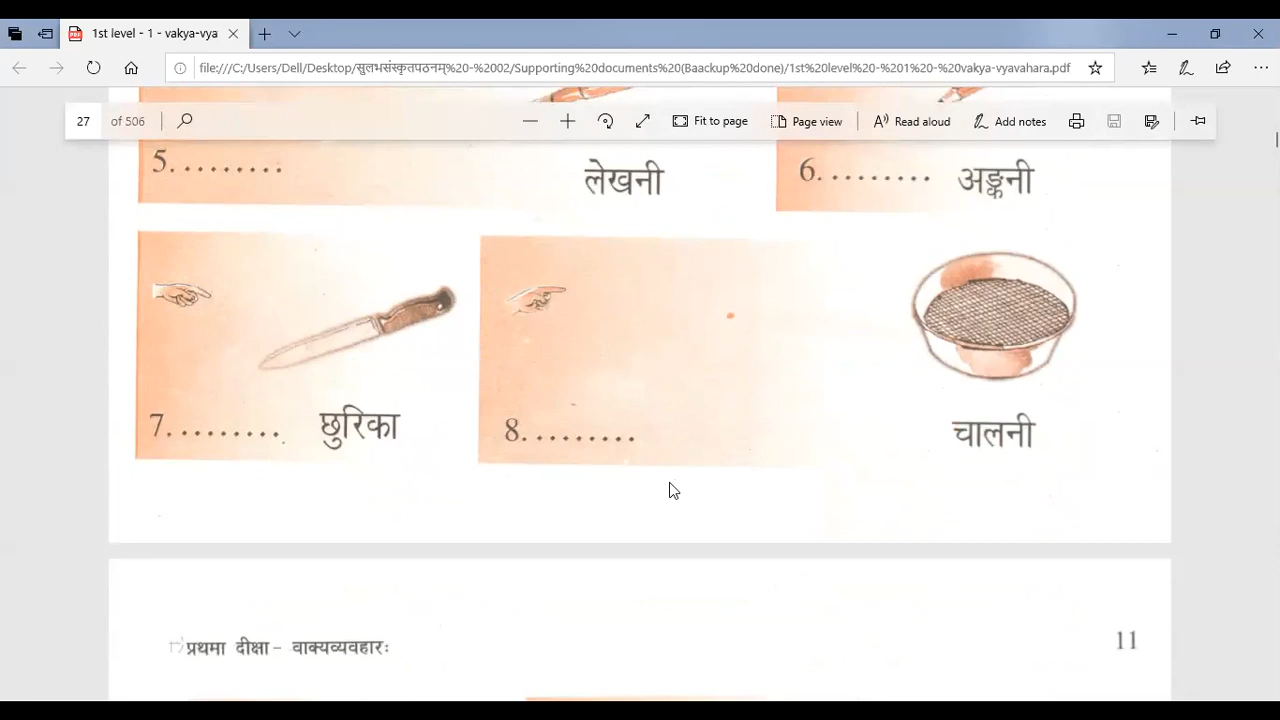 1st level - 1 - vakya-vya
file:///C:/Users/Dell/Desktop/सुलभसंस्कृतपठनम्%20-%2002/Supporting%20documents%20(Baackup%20done)/1st%20level%20-%201%20-%20vakya-vyavahara.pdf
27 of 506 Fit to page Page view Read aloud Add notes
5......... लेखनी 6......... अङ्कनी
7......... छुरिका 8......... चालनी
प्रथमा दीक्षा - वाक्यव्यवहारः 11